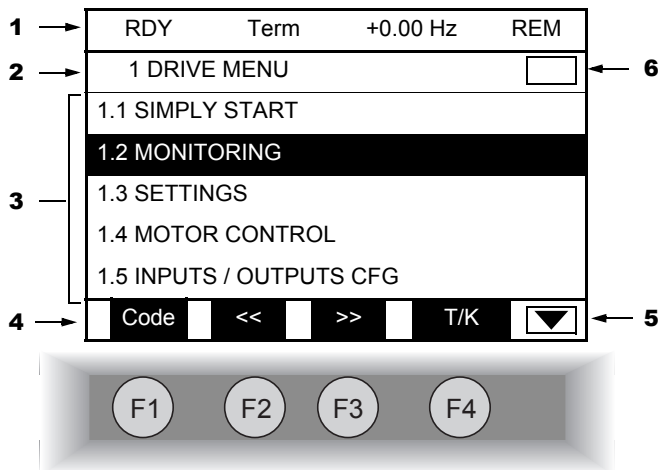 1 RDY Term +0.00 Hz REM
2 1 DRIVE MENU 6
1.1 SIMPLY START
1.2 MONITORING
3 1.3 SETTINGS
1.4 MOTOR CONTROL
1.5 INPUTS / OUTPUTS CFG
4 Code << >> T/K 5
F1 F2 F3 F4